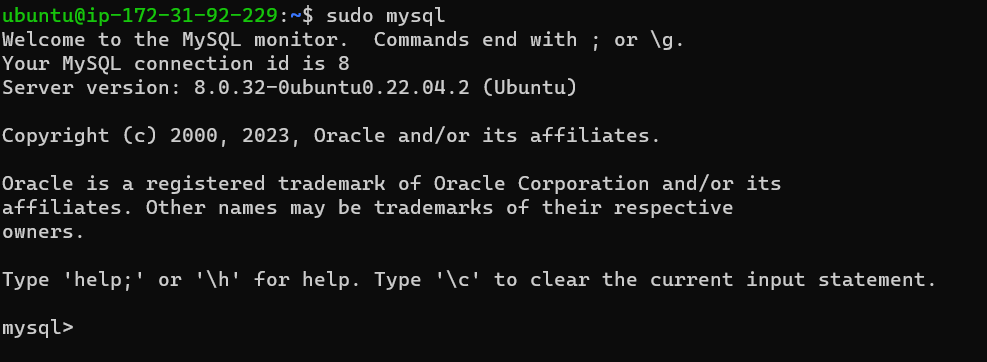 ubuntu@ip-172-31-92-229:~$ sudo mysql
Welcome to the MySQL monitor.  Commands end with ; or \g.
Your MySQL connection id is 8
Server version: 8.0.32-0ubuntu0.22.04.2 (Ubuntu)
Copyright (c) 2000, 2023, Oracle and/or its affiliates.
Oracle is a registered trademark of Oracle Corporation and/or its
affiliates. Other names may be trademarks of their respective
owners.
Type 'help;' or '\h' for help. Type '\c' to clear the current input statement.
mysql>